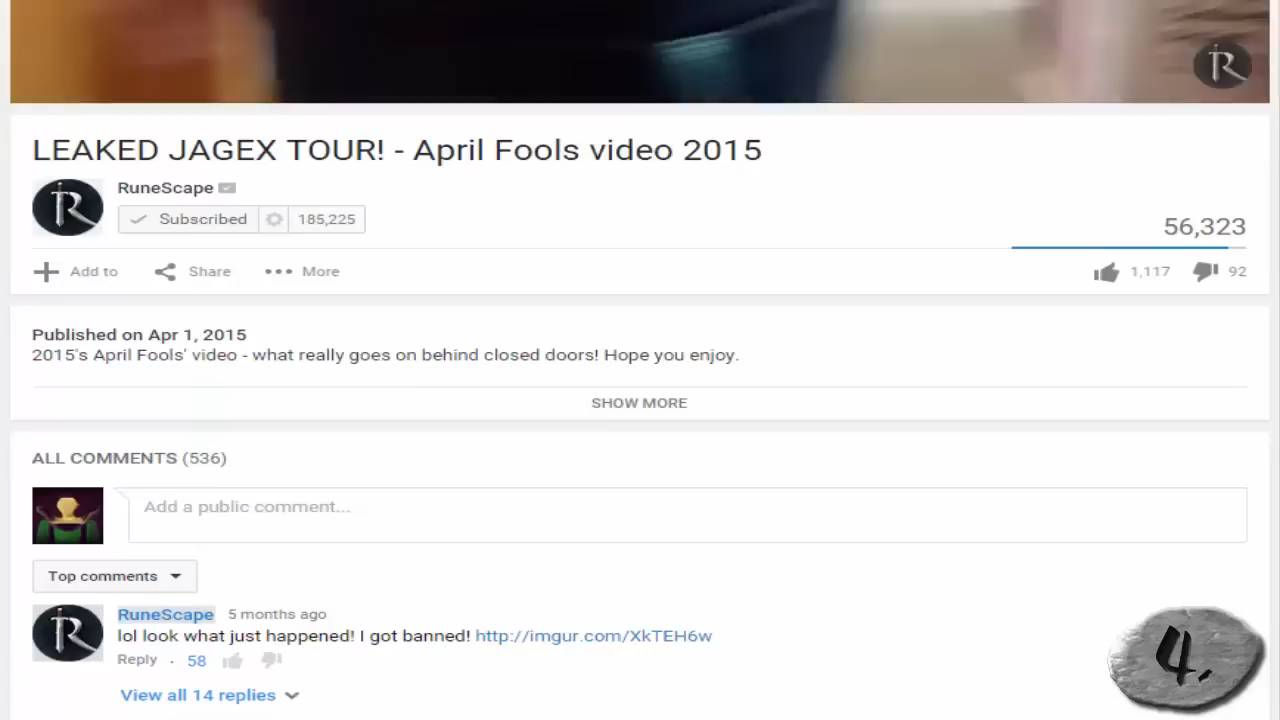 LEAKED JAGEX TOUR! - April Fools video 2015
RuneScape
Subscribed 185,225
56,323
Add to Share More
1,117 92
Published on Apr 1, 2015
2015's April Fools' video - what really goes on behind closed doors! Hope you enjoy.
SHOW MORE
ALL COMMENTS (536)
Add a public comment...
Top comments
RuneScape 5 months ago
lol look what just happened! I got banned! http://imgur.com/XkTEH6w
Reply · 58
View all 14 replies
4.